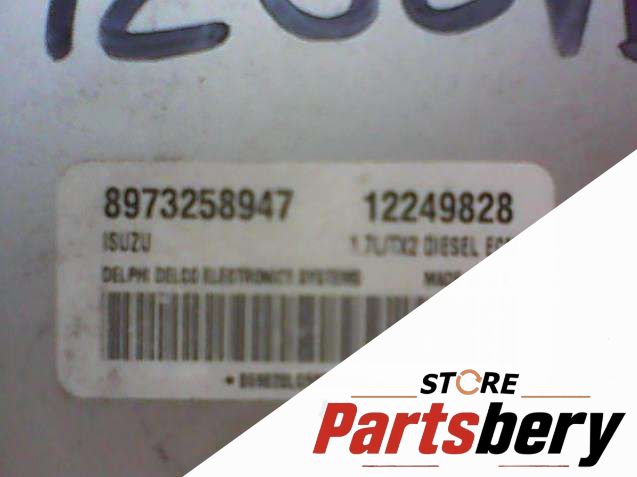 8973258947 12249828
ISUZU 1.7L/TX2 DIESEL
DELPHI DELCO ELECTRONICS SYSTEMS
STORE
Partsbery